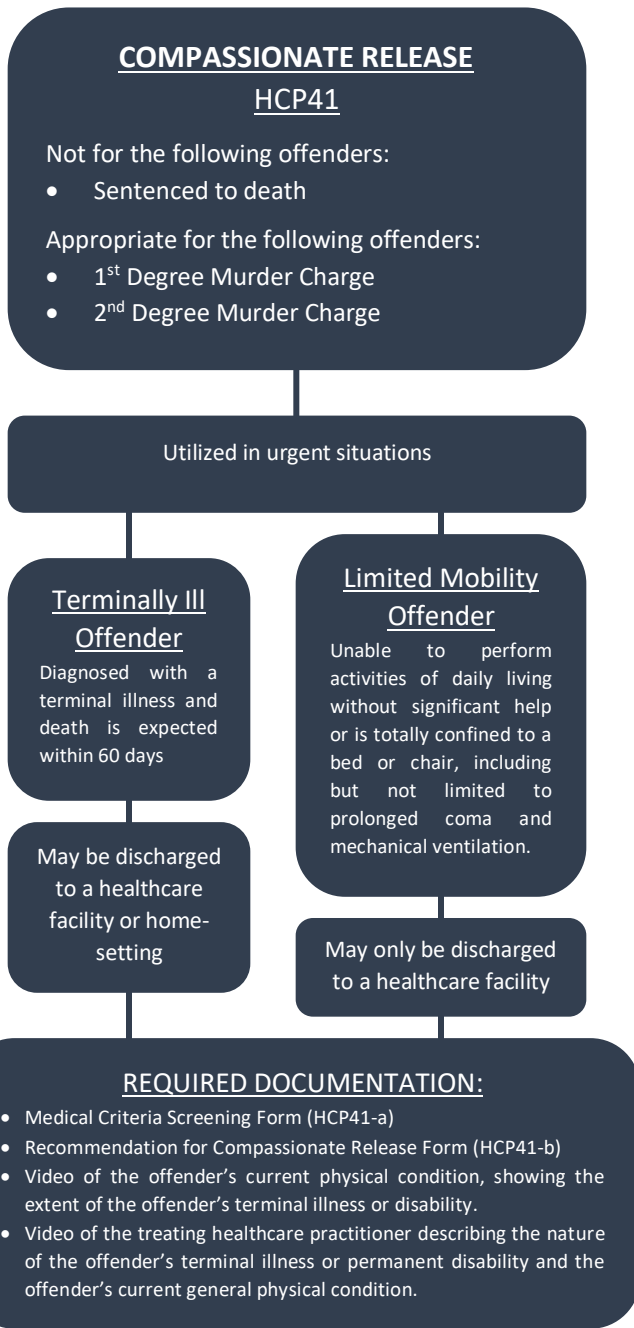 COMPASSIONATE RELEASE
HCP41
Not for the following offenders:
• Sentenced to death
Appropriate for the following offenders:
• 1st Degree Murder Charge
• 2nd Degree Murder Charge
Utilized in urgent situations
Terminally Ill
Offender
Diagnosed with a
terminal illness and
death is expected
within 60 days
May be discharged
to a healthcare
facility or home-
setting
Limited Mobility
Offender
Unable to perform
activities of daily living
without significant help
or is totally confined to a
bed or chair, including
but not limited to
prolonged coma and
mechanical ventilation.
May only be discharged
to a healthcare facility
REQUIRED DOCUMENTATION:
• Medical Criteria Screening Form (HCP41-a)
• Recommendation for Compassionate Release Form (HCP41-b)
• Video of the offender’s current physical condition, showing the
extent of the offender’s terminal illness or disability.
• Video of the treating healthcare practitioner describing the nature
of the offender’s terminal illness or permanent disability and the
offender’s current general physical condition.